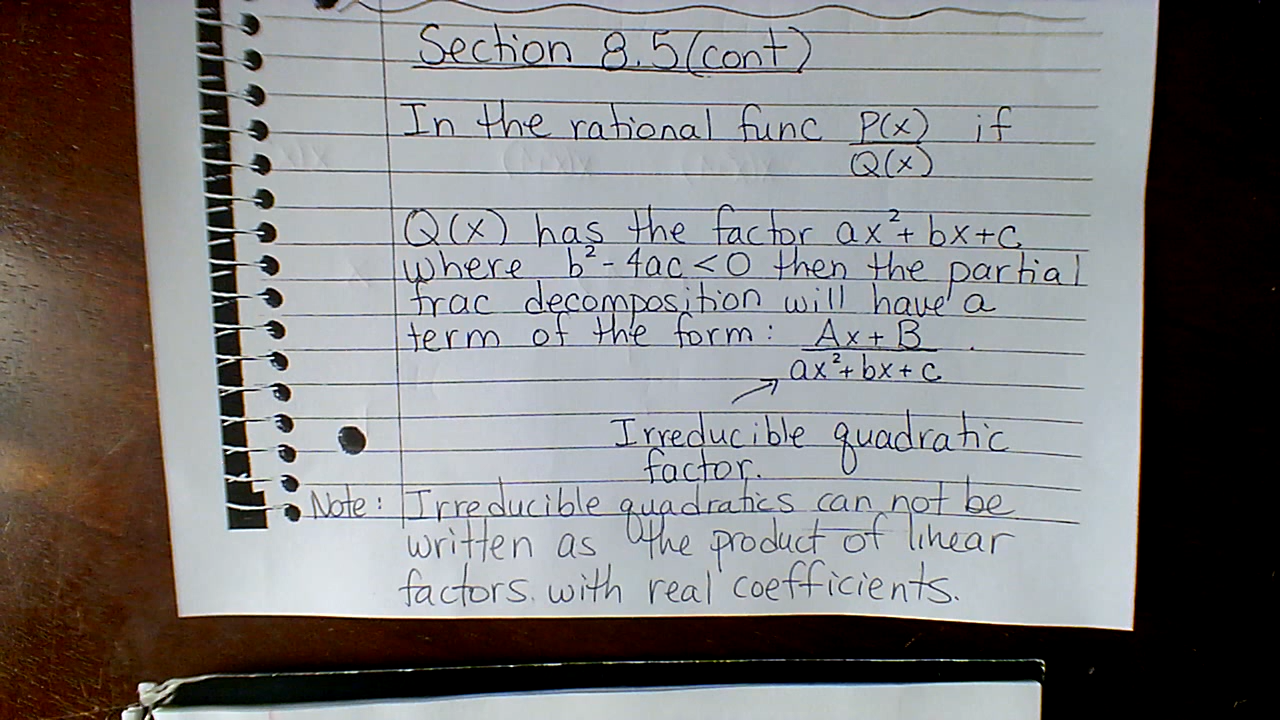 Section 8.5 (cont)
In the rational func P(x)/Q(x) if
Q(x) has the factor ax²+bx+c
where b²-4ac<0 then the partial
frac decomposition will have a
term of the form: Ax+B/ax²+bx+c.
Irreducible quadratic
factor.
Note: Irreducible quadratics can not be
written as the product of linear
factors with real coefficients.